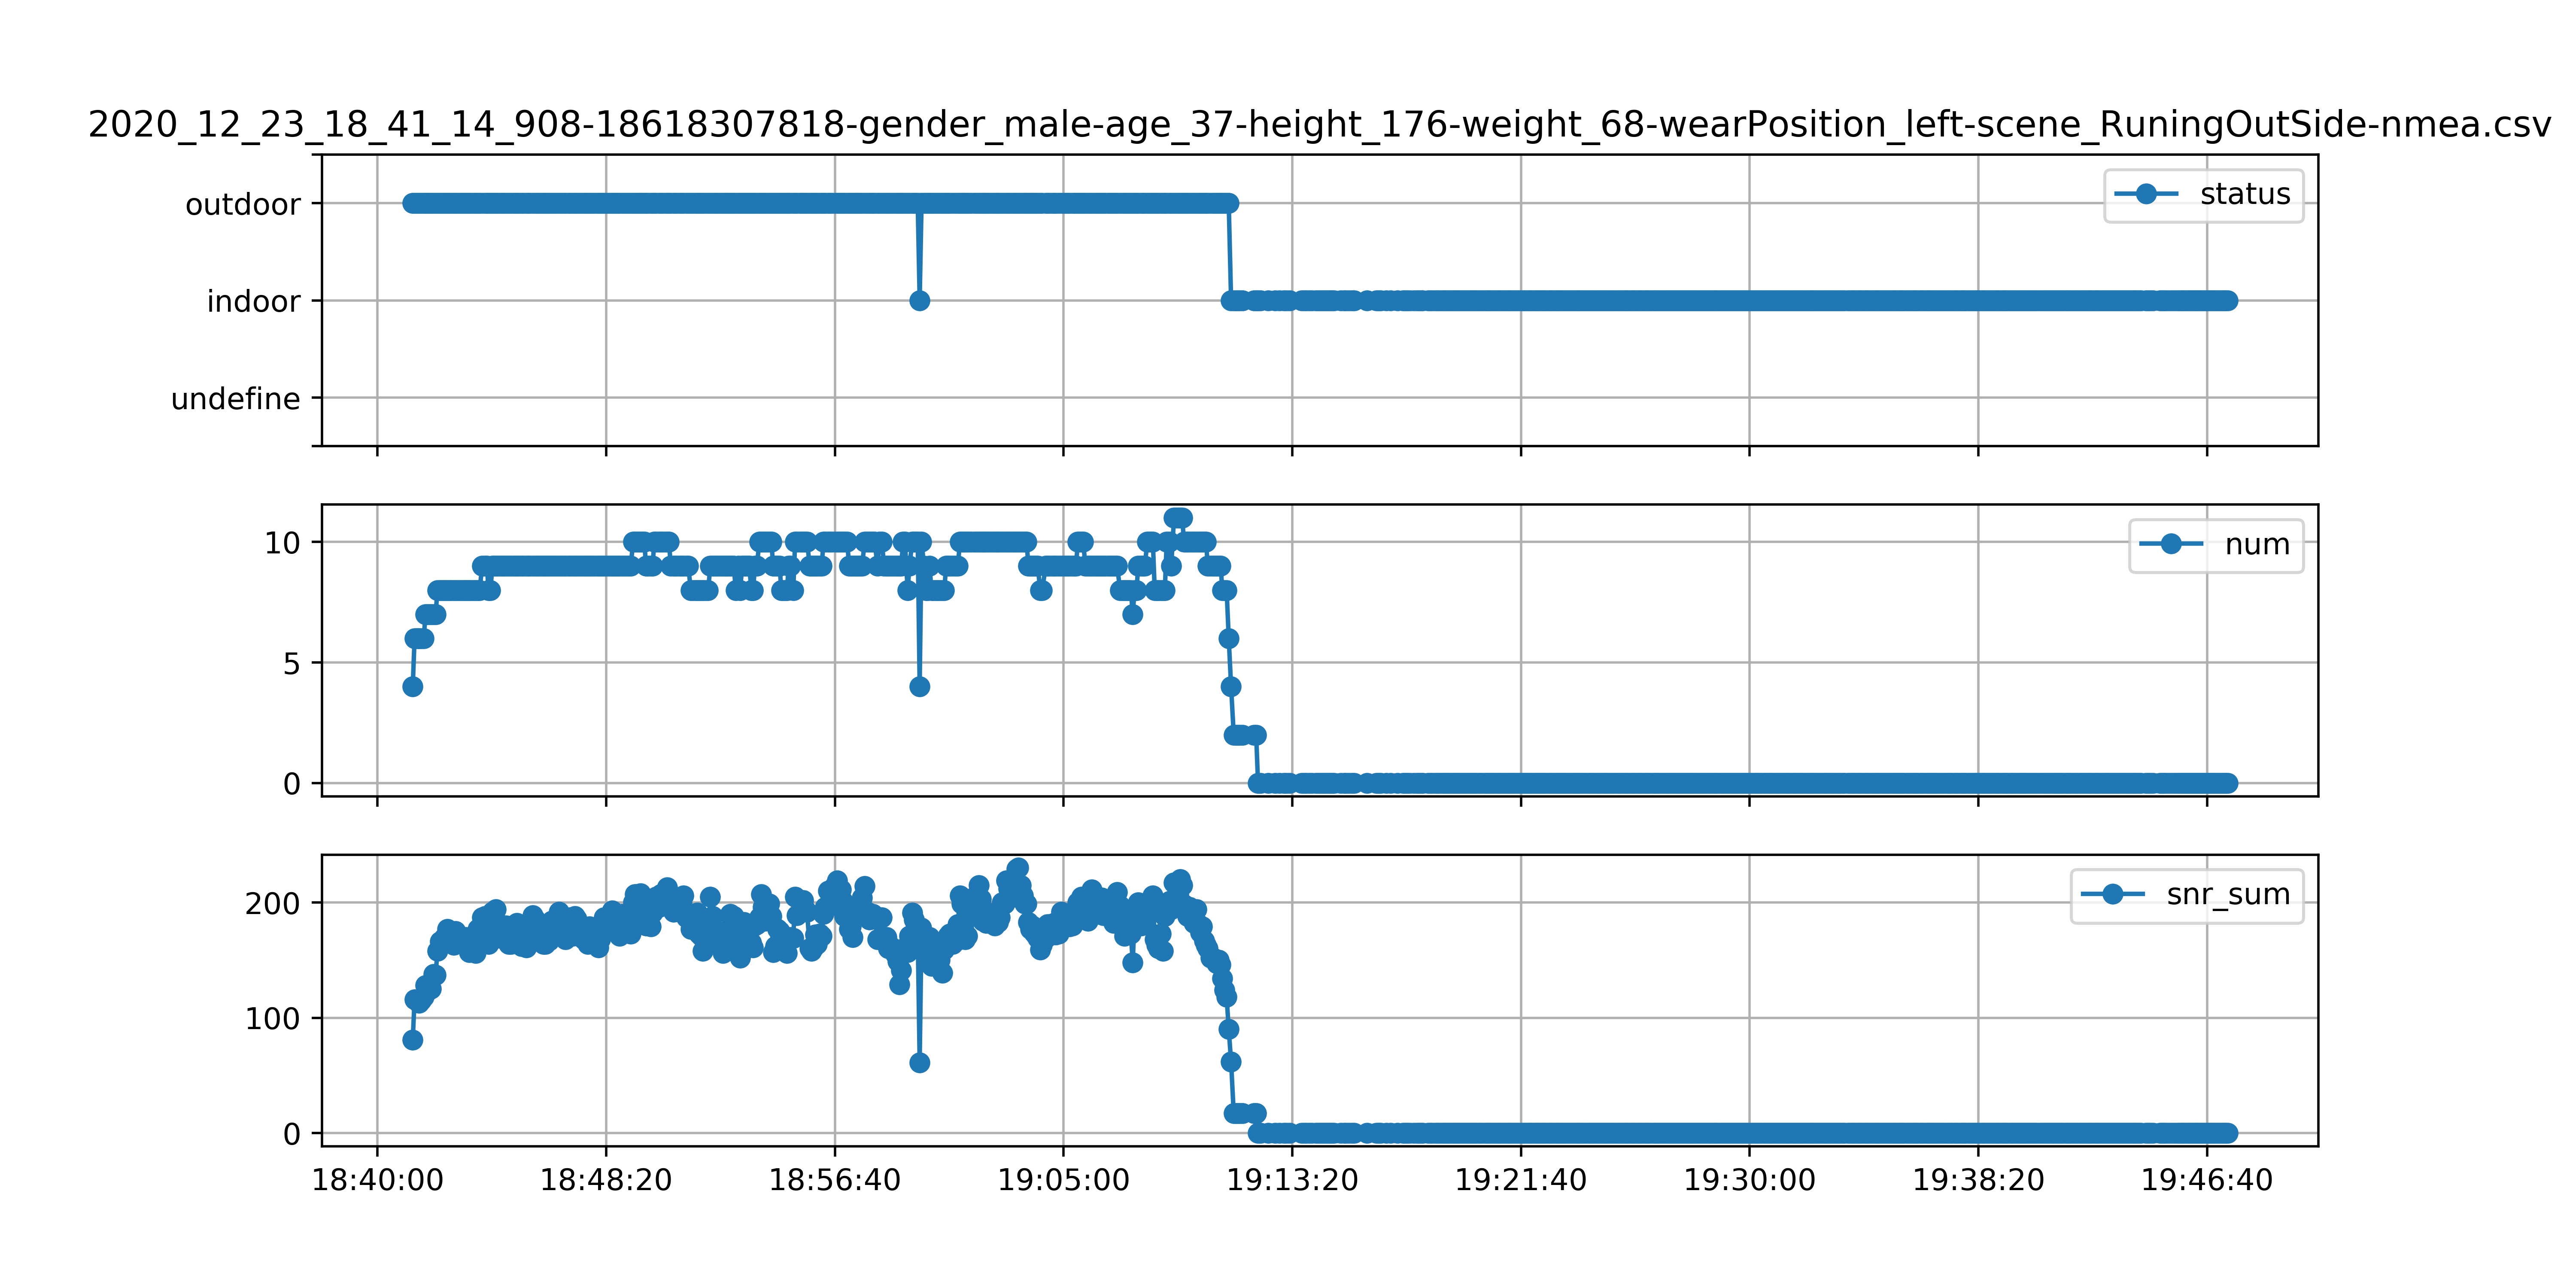 2020_12_23_18_41_14_908-18618307818-gender_male-age_37-height_176-weight_68-wearPosition_left-scene_RuningOutSide-nmea.csv
outdoor
indoor
undefine
status
10
5
0
num
200
100
0
snr_sum
18:40:00 18:48:20 18:56:40 19:05:00 19:13:20 19:21:40 19:30:00 19:38:20 19:46:40